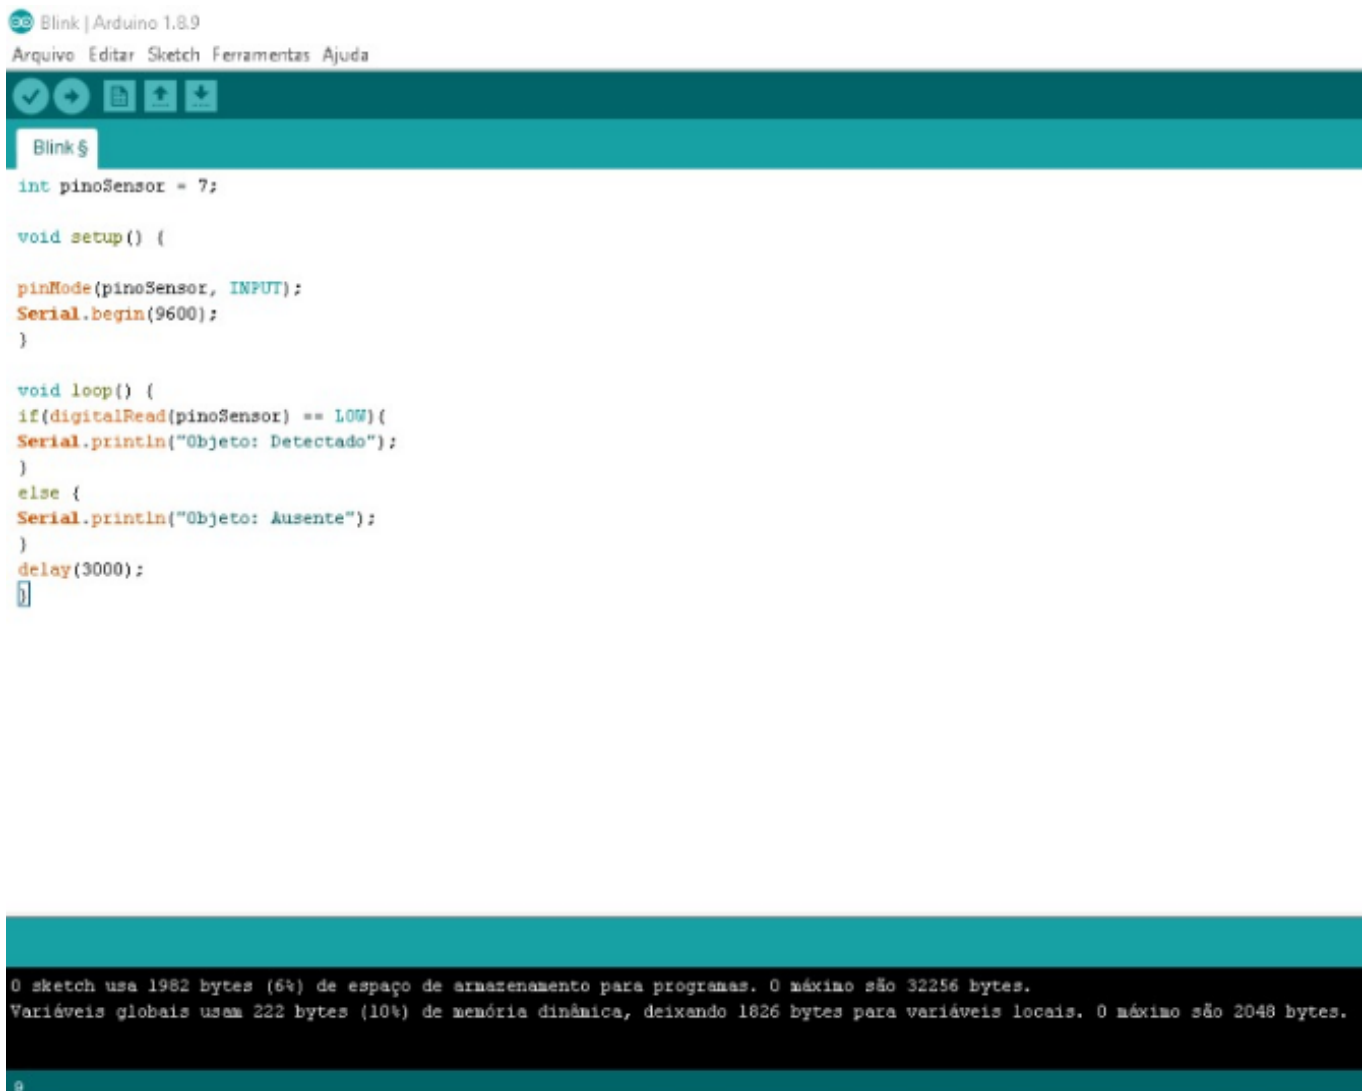 Blink | Arduino 1.8.9
Arquivo Editar Sketch Ferramentas Ajuda
Blink §
int pinoSensor = 7;
void setup() {
pinMode(pinoSensor, INPUT);
Serial.begin(9600);
}
void loop() {
if(digitalRead(pinoSensor) == LOW){
Serial.println("Objeto: Detectado");
}
else {
Serial.println("Objeto: Ausente");
}
delay(3000);
}
O sketch usa 1982 bytes (6%) de espaço de armazenamento para programas. O máximo são 32256 bytes.
Variáveis globais usam 222 bytes (10%) de memória dinâmica, deixando 1826 bytes para variáveis locais. O máximo são 2048 bytes.
9